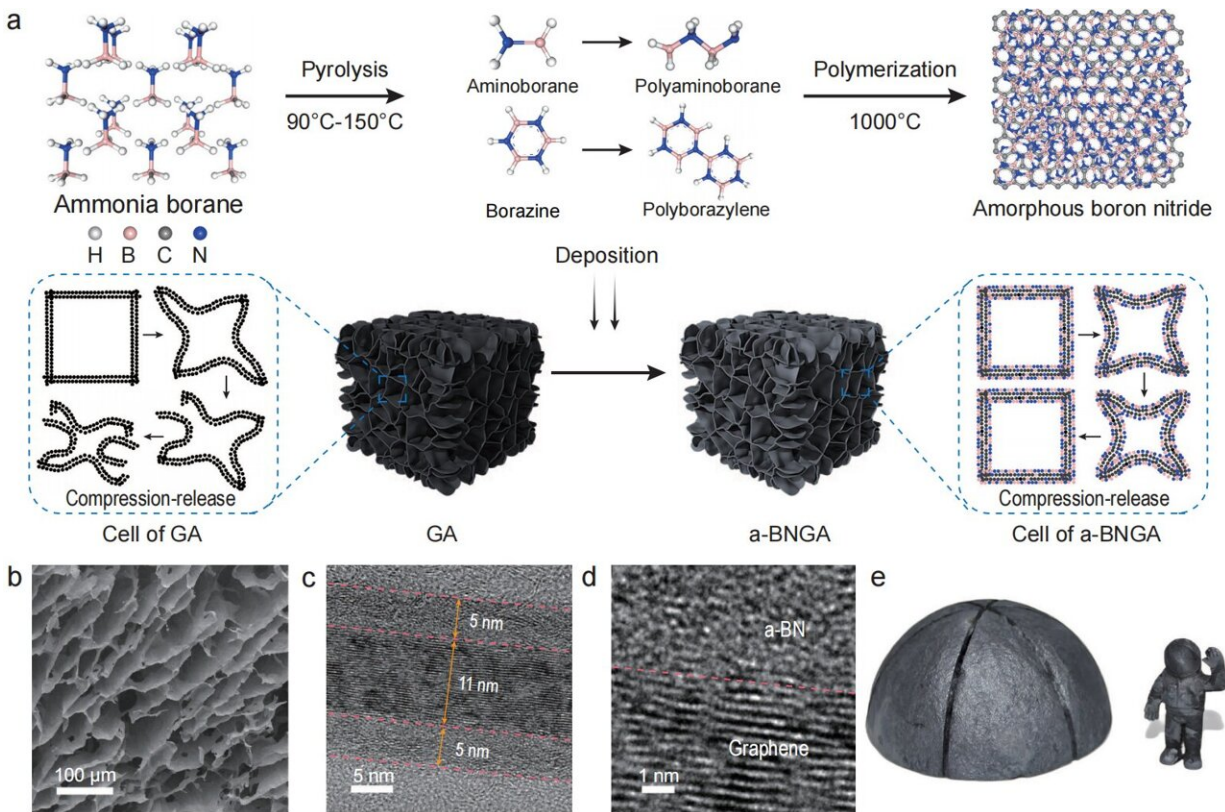 a
Pyrolysis
90°C-150°C
Aminoborane
Polyaminoborane
Polymerization
1000°C
Ammonia borane
Borazine
Polyborazylene
Amorphous boron nitride
H B C N
Deposition
Compression-release
Compression-release
Cell of GA
GA
a-BNGA
Cell of a-BNGA
b
100 μm
c
5 nm
11 nm
5 nm
5 nm
d
a-BN
Graphene
1 nm
e